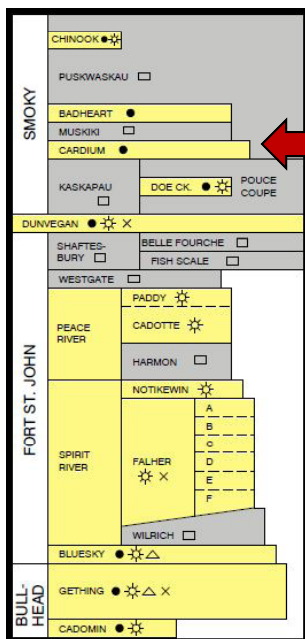 SMOKY
CHINOOK
PUSKWASKAU
BADHEART
MUSKIKI
CARDIUM
KASKAPAU
DOE CK.
POUCE
COUPE
DUNVEGAN
FORT ST. JOHN
SHAFTES-
BURY
BELLE FOURCHE
FISH SCALE
WESTGATE
PEACE
RIVER
PADDY
CADOTTE
HARMON
SPIRIT
RIVER
NOTIKEWIN
FALHER
A
B
C
D
E
F
WILRICH
BLUESKY
BULL-
HEAD
GETHING
CADOMIN